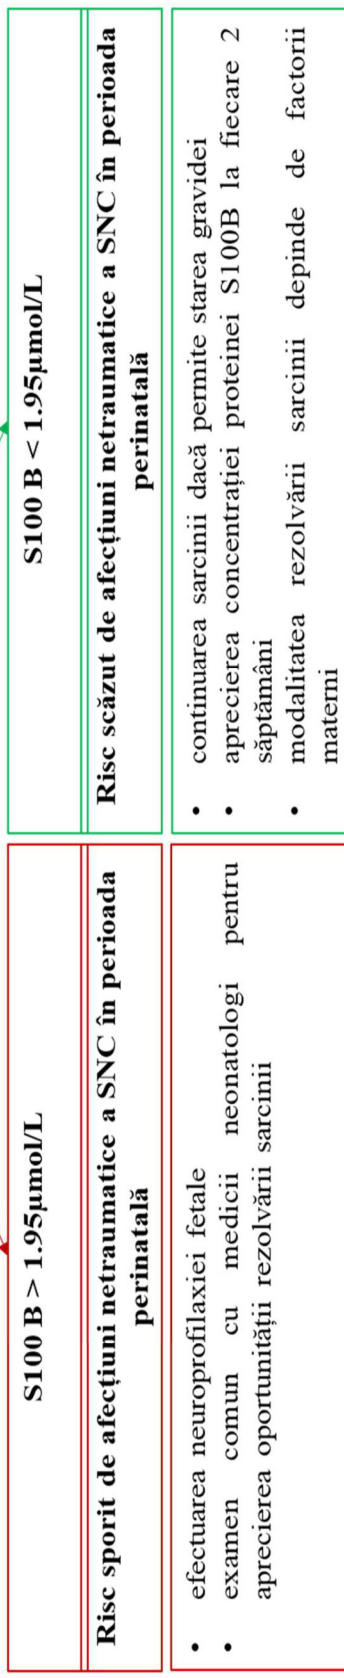 S100 B > 1.95µmol/L
Risc sporit de afecțiuni netraumatice a SNC în perioada
perinatală
• efectuarea neuroprofilaxiei fetale
• examen comun cu medicii neonatologi pentru
aprecierea oportunității rezolvării sarcinii
S100 B < 1.95µmol/L
Risc scăzut de afecțiuni netraumatice a SNC în perioada
perinatală
• continuarea sarcinii dacă permite starea gravidei
• aprecierea concentrației proteinei S100B la fiecare 2
săptămâni
• modalitatea rezolvării sarcinii depinde de factorii
materni